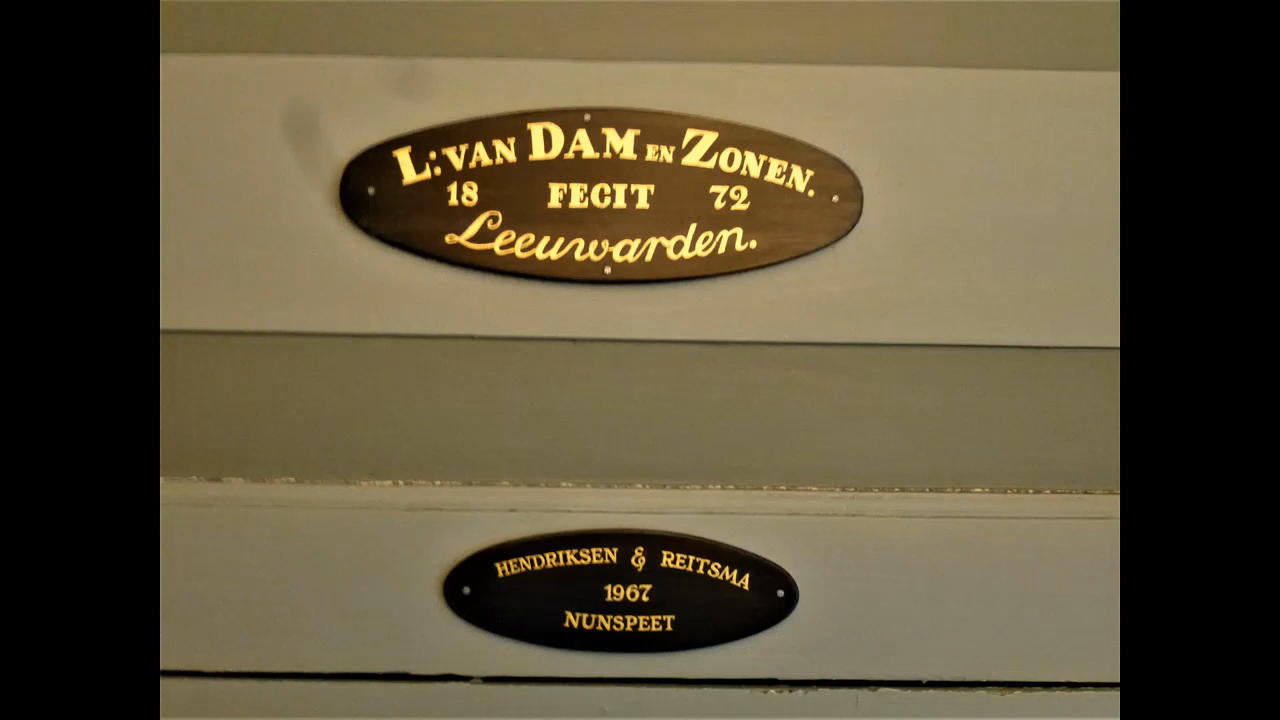 L: VAN DAM EN ZONEN.
18 FECIT 72
Leeuwarden.
HENDRIKSEN & REITSMA
1967
NUNSPEET